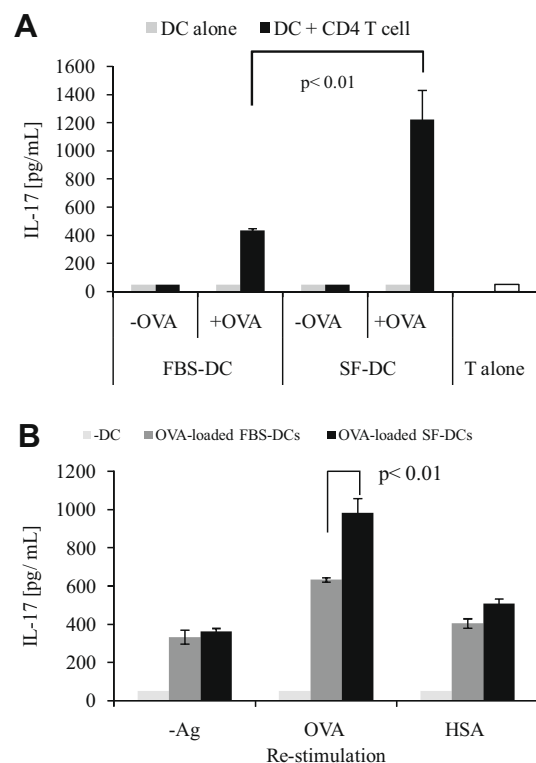 A
DC alone DC + CD4 T cell
p< 0.01
IL-17 [pg/mL]
1600
1400
1200
1000
800
600
400
200
0
-OVA +OVA -OVA +OVA
FBS-DC SF-DC T alone
B
-DC OVA-loaded FBS-DCs OVA-loaded SF-DCs
p< 0.01
IL-17 [pg/ mL]
1200
1000
800
600
400
200
0
-Ag OVA HSA
Re-stimulation